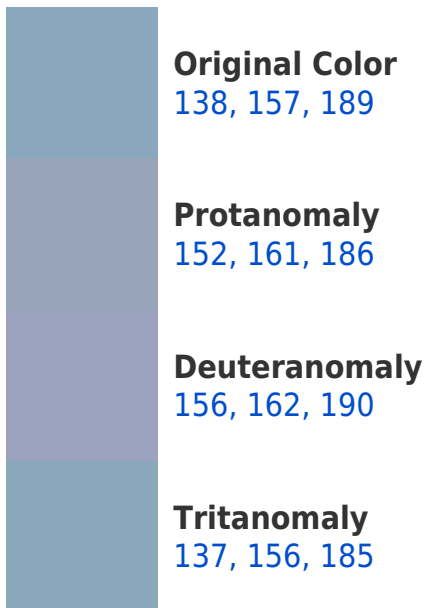 Original Color
138, 157, 189
Protanomaly
152, 161, 186
Deuteranomaly
156, 162, 190
Tritanomaly
137, 156, 185